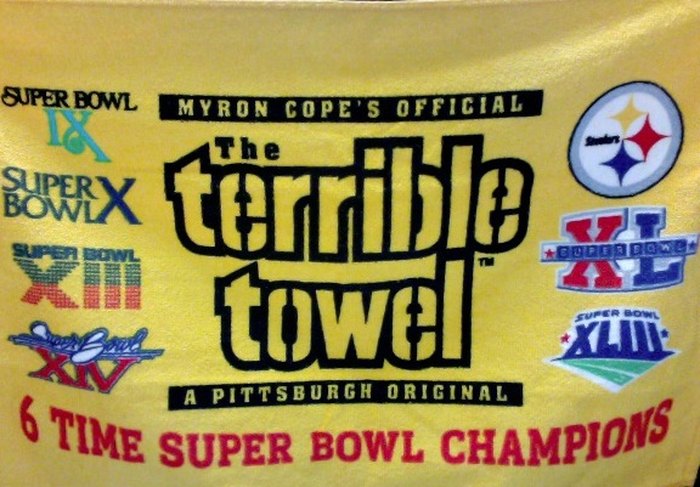 SUPER BOWL
IX
SUPER
BOWL X
SUPER BOWL
XIII
Super Bowl
XIV
MYRON COPE'S OFFICIAL
The
terrible
towel™
A PITTSBURGH ORIGINAL
Steelers
XL
SUPER BOWL
SUPER BOWL
XLIII
6 TIME SUPER BOWL CHAMPIONS